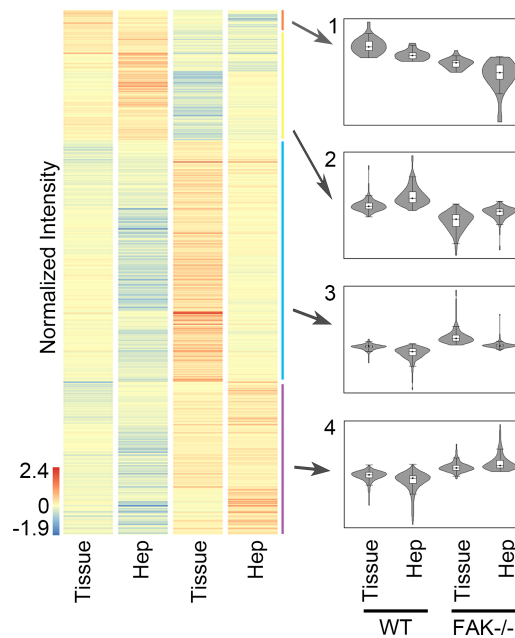 Normalized Intensity
2.4
0
-1.9
Tissue
Hep
Tissue
Hep
1
2
3
4
Tissue
Hep
Tissue
Hep
WT
FAK-/-